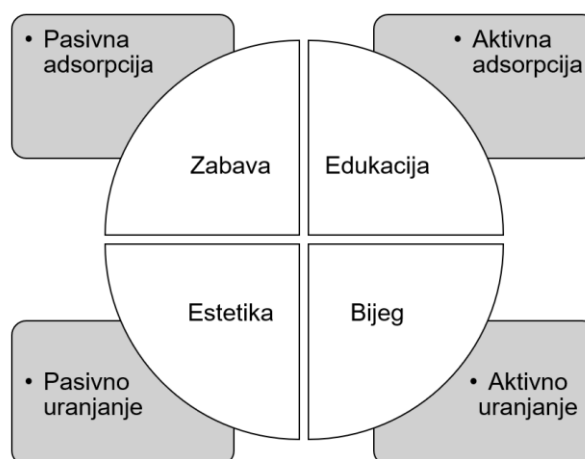 • Pasivna
adsorpcija
• Aktivna
adsorpcija
Zabava
Edukacija
Estetika
Bijeg
• Pasivno
uranjanje
• Aktivno
uranjanje